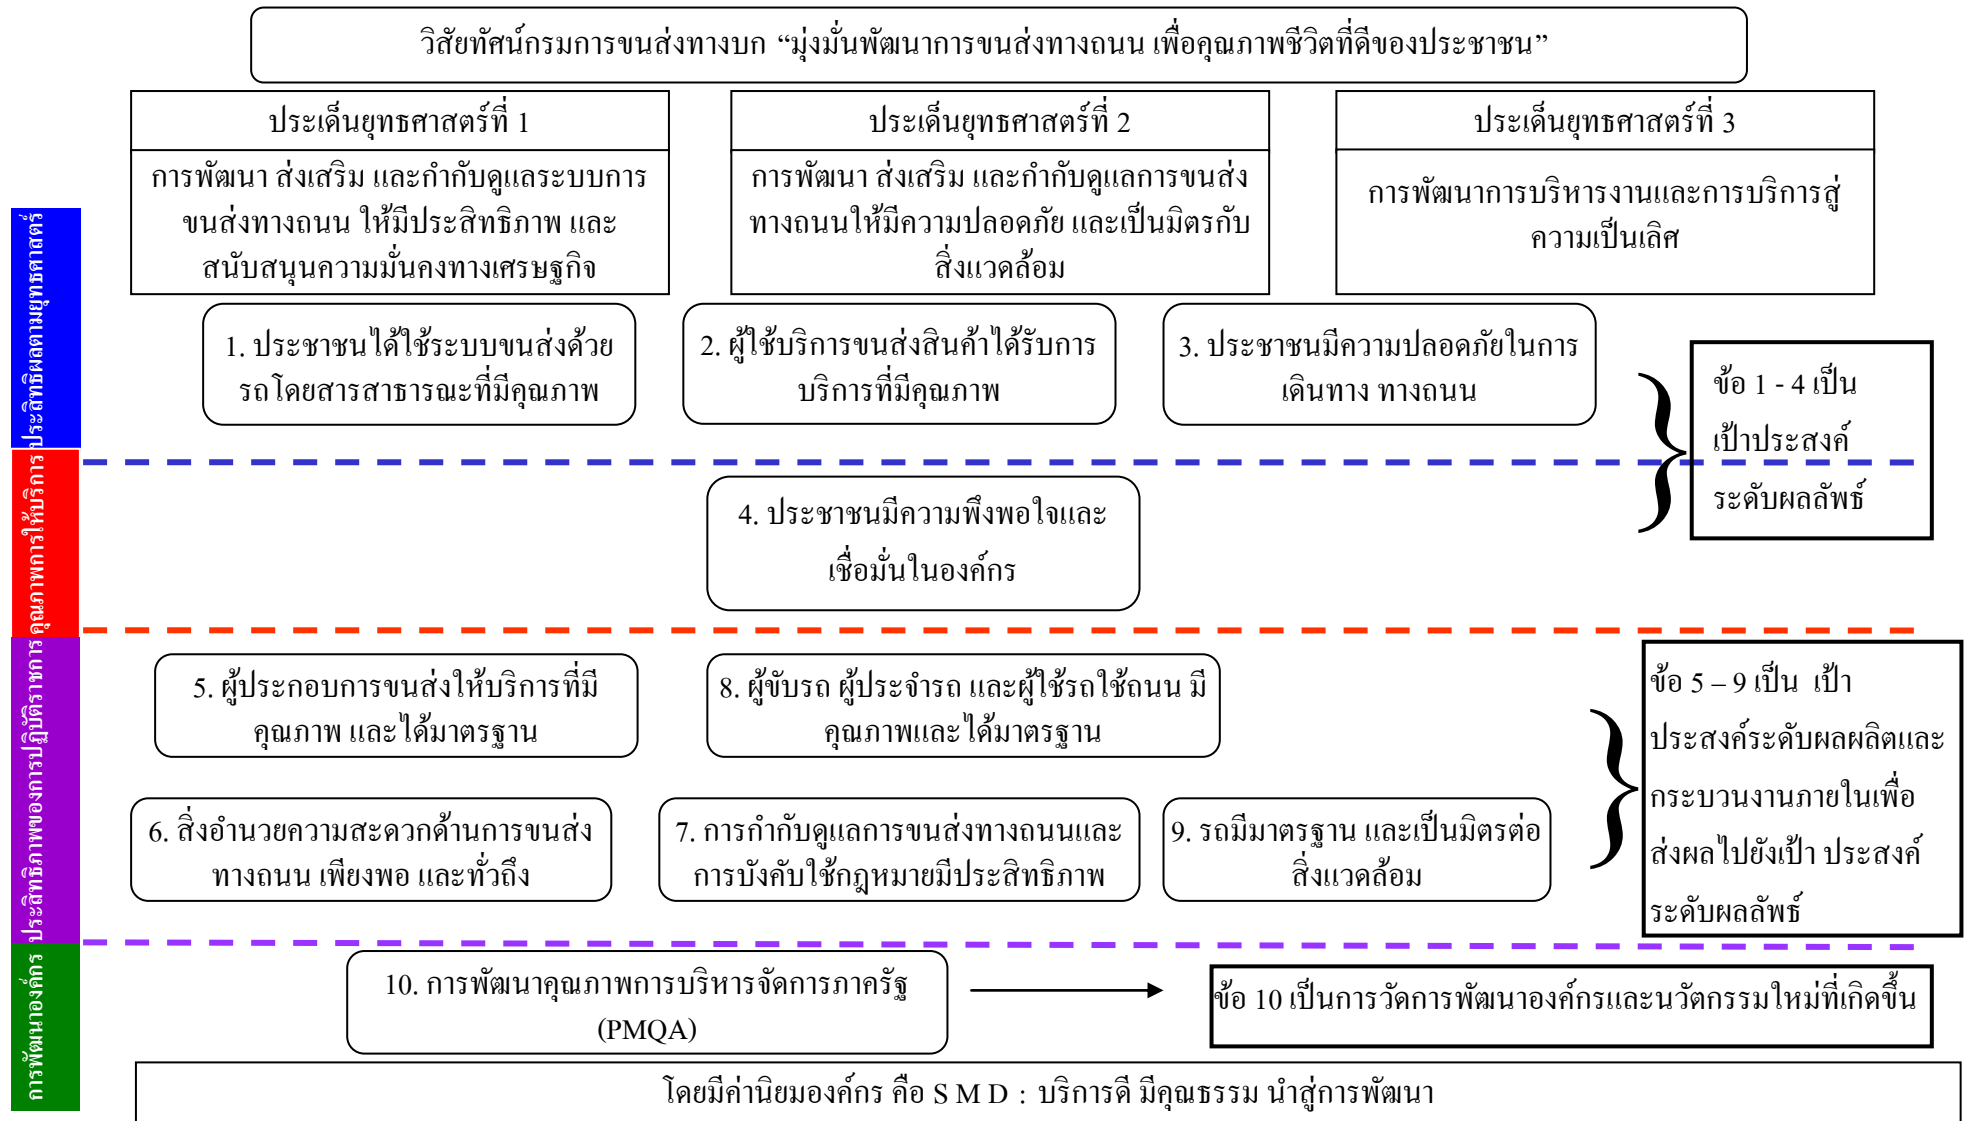 วิสัยทัศน์กรมการขนส่งทางบก “มุ่งมั่นพัฒนาการขนส่งทางถนน เพื่อคุณภาพชีวิตที่ดีของประชาชน”
ประเด็นยุทธศาสตร์ที่ 1
การพัฒนา ส่งเสริม และกำกับดูแลระบบการ
ขนส่งทางถนน ให้มีประสิทธิภาพ และ
สนับสนุนความมั่นคงทางเศรษฐกิจ
ประเด็นยุทธศาสตร์ที่ 2
การพัฒนา ส่งเสริม และกำกับดูแลการขนส่ง
ทางถนนให้มีความปลอดภัย และเป็นมิตรกับ
สิ่งแวดล้อม
ประเด็นยุทธศาสตร์ที่ 3
การพัฒนาการบริหารงานและการบริการสู่
ความเป็นเลิศ
ประสิทธิผลตามยุทธศาสตร์
1. ประชาชนได้ใช้ระบบขนส่งด้วย
รถโดยสารสาธารณะที่มีคุณภาพ
2. ผู้ใช้บริการขนส่งสินค้าได้รับการ
บริการที่มีคุณภาพ
3. ประชาชนมีความปลอดภัยในการ
เดินทาง ทางถนน
ข้อ 1 - 4 เป็น
เป้าประสงค์
ระดับผลลัพธ์
คุณภาพการให้บริการ
4. ประชาชนมีความพึงพอใจและ
เชื่อมั่นในองค์กร
ประสิทธิภาพของการปฏิบัติราชการ
5. ผู้ประกอบการขนส่งให้บริการที่มี
คุณภาพ และได้มาตรฐาน
8. ผู้ขับรถ ผู้ประจำรถ และผู้ใช้รถใช้ถนน มี
คุณภาพและได้มาตรฐาน
6. สิ่งอำนวยความสะดวกด้านการขนส่ง
ทางถนน เพียงพอ และทั่วถึง
7. การกำกับดูแลการขนส่งทางถนนและ
การบังคับใช้กฎหมายมีประสิทธิภาพ
9. รถมีมาตรฐาน และเป็นมิตรต่อ
สิ่งแวดล้อม
ข้อ 5 – 9 เป็น เป้า
ประสงค์ระดับผลผลิตและ
กระบวนงานภายในเพื่อ
ส่งผลไปยังเป้า ประสงค์
ระดับผลลัพธ์
การพัฒนาองค์กร
10. การพัฒนาคุณภาพการบริหารจัดการภาครัฐ
(PMQA)
ข้อ 10 เป็นการวัดการพัฒนาองค์กรและนวัตกรรมใหม่ที่เกิดขึ้น
โดยมีค่านิยมองค์กร คือ S M D : บริการดี มีคุณธรรม นำสู่การพัฒนา